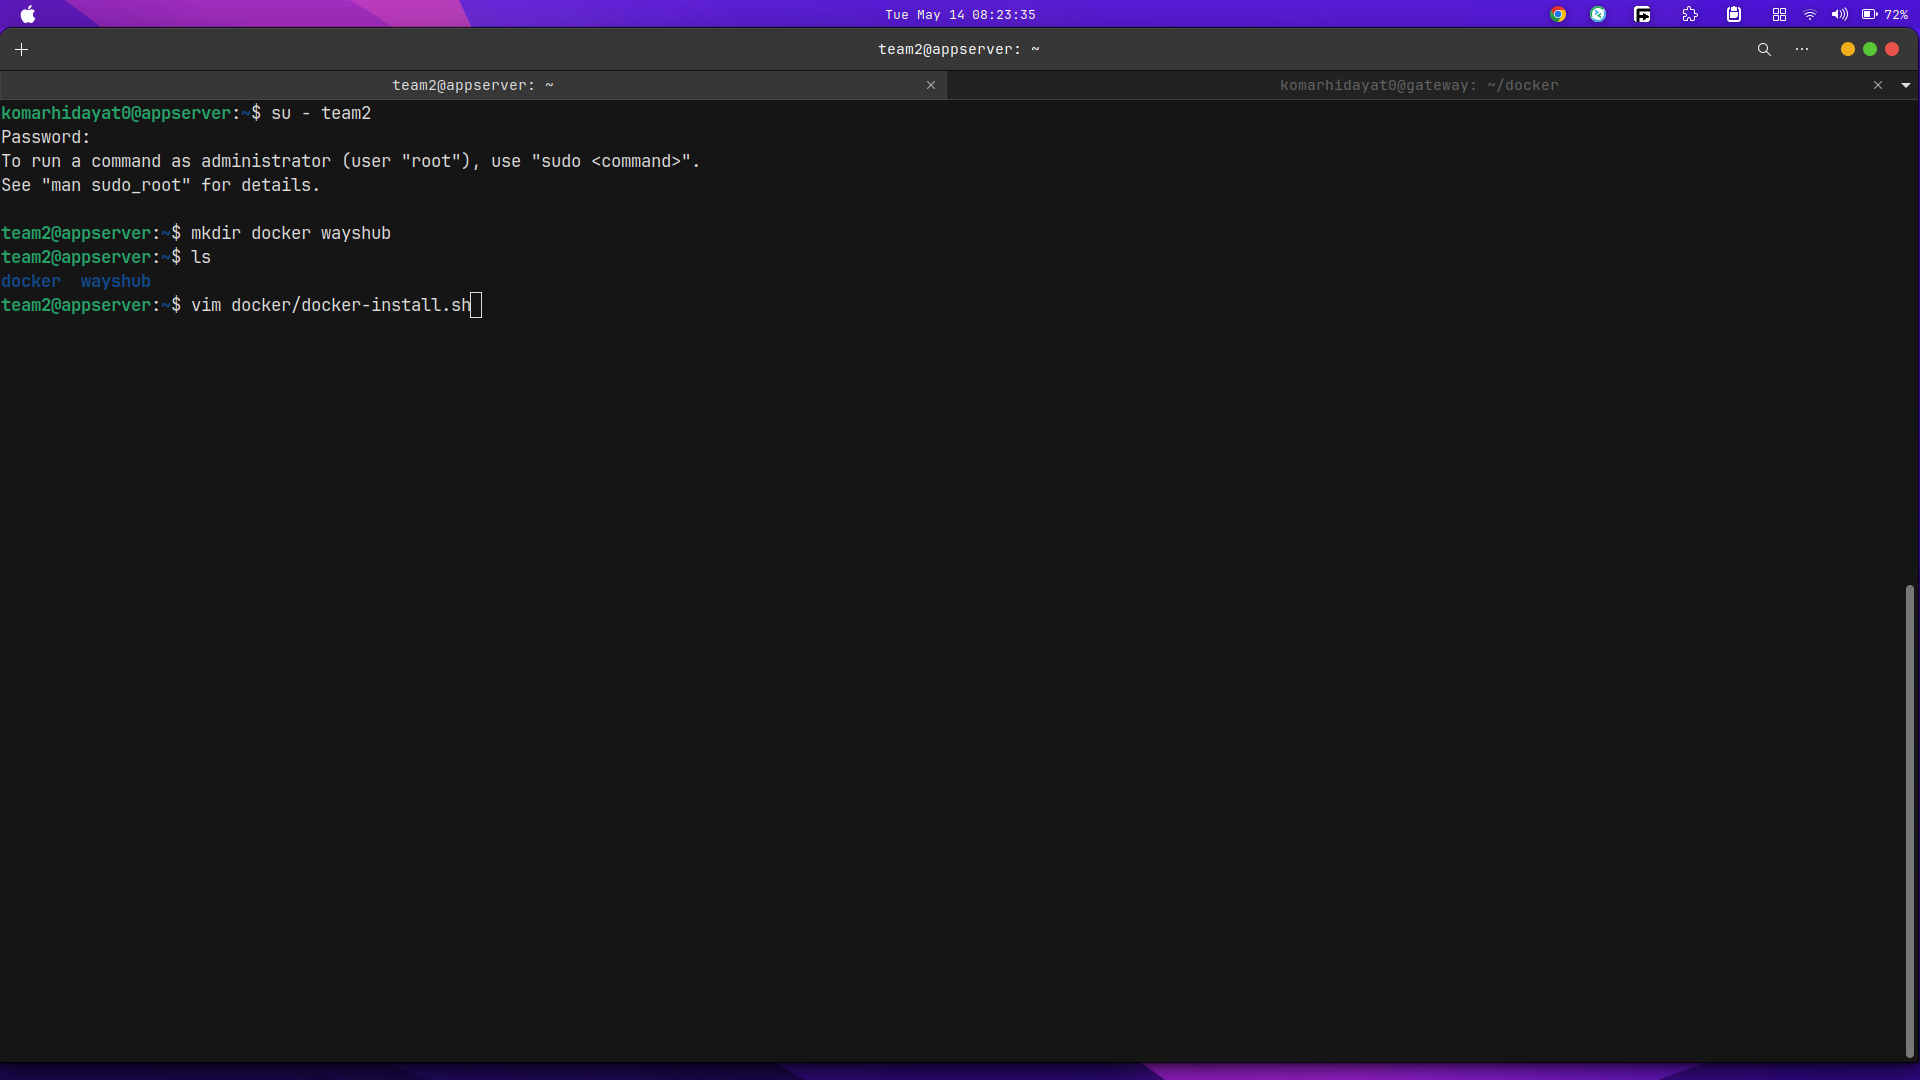 Tue May 14 08:23:35
72%
team2@appserver: ~
team2@appserver: ~
komarhidayat0@gateway: ~/docker
komarhidayat0@appserver:~$ su - team2
Password:
To run a command as administrator (user "root"), use "sudo <command>".
See "man sudo_root" for details.
team2@appserver:~$ mkdir docker wayshub
team2@appserver:~$ ls
docker  wayshub
team2@appserver:~$ vim docker/docker-install.sh